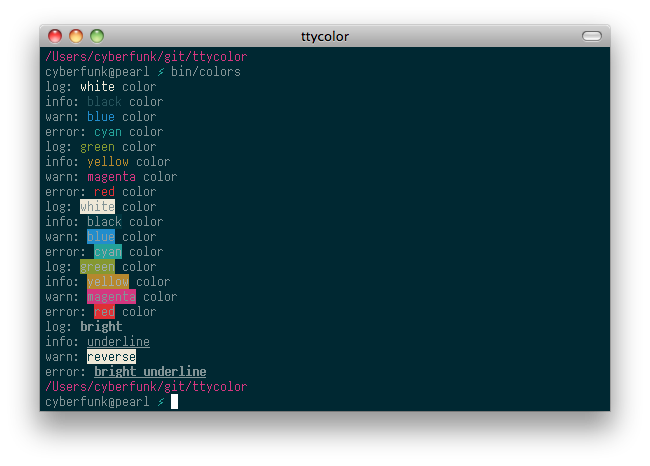 ttycolor
/Users/cyberfunk/git/ttycolor
cyberfunk@pearl ⚡ bin/colors
log: white color
info: black color
warn: blue color
error: cyan color
log: green color
info: yellow color
warn: magenta color
error: red color
log: white color
info: black color
warn: blue color
error: cyan color
log: green color
info: yellow color
warn: magenta color
error: red color
log: bright
info: underline
warn: reverse
error: bright underline
/Users/cyberfunk/git/ttycolor
cyberfunk@pearl ⚡